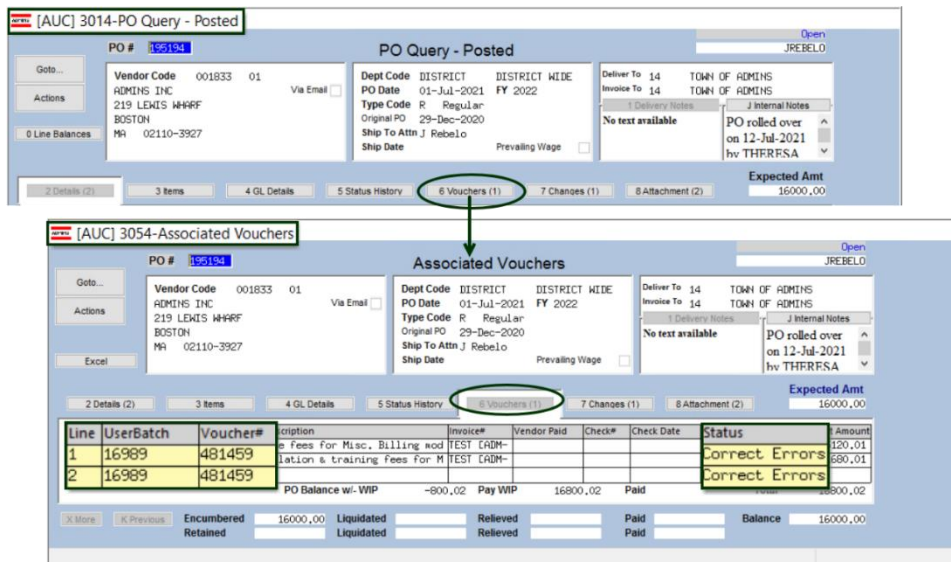 [AUC] 3014-PO Query - Posted
Open
PO # 195194 PO Query - Posted JREBELO
Goto...
Actions
0 Line Balances
Vendor Code 001833 01
ADMINS INC Via Email
219 LEWIS WHARF
BOSTON
MA 02110-3927
Dept Code DISTRICT DISTRICT WIDE
PO Date 01-Jul-2021 FY 2022
Type Code R Regular
Original PO 29-Dec-2020
Ship To Attn J Rebelo
Ship Date Prevailing Wage
Deliver To 14 TOWN OF ADMINS
Invoice To 14 TOWN OF ADMINS
1 Delivery Notes J Internal Notes
No text available
PO rolled over
on 12-Jul-2021
by THERESA
Expected Amt
2 Details (2) 3 Items 4 GL Details 5 Status History 6 Vouchers (1) 7 Changes (1) 8 Attachment (2) 16000.00
[AUC] 3054-Associated Vouchers
Open
PO # 195194 Associated Vouchers JREBELO
Goto...
Actions
Excel
Vendor Code 001833 01
ADMINS INC Via Email
219 LEWIS WHARF
BOSTON
MA 02110-3927
Dept Code DISTRICT DISTRICT WIDE
PO Date 01-Jul-2021 FY 2022
Type Code R Regular
Original PO 29-Dec-2020
Ship To Attn J Rebelo
Ship Date Prevailing Wage
Deliver To 14 TOWN OF ADMINS
Invoice To 14 TOWN OF ADMINS
1 Delivery Notes J Internal Notes
No text available
PO rolled over
on 12-Jul-2021
by THERESA
Expected Amt
2 Details (2) 3 Items 4 GL Details 5 Status History 6 Vouchers (1) 7 Changes (1) 8 Attachment (2) 16000.00
Line UserBatch Voucher# scription Invoice# Vendor Paid Check# Check Date Status t Amount
1 16989 481459 e fees for Misc. Billing mod TEST [ADM- Correct Errors 120.01
2 16989 481459 lation & training fees for M TEST [ADM- Correct Errors 680.01
PO Balance w/- WIP -800.02 Pay WIP 16800.02 Paid Total 16800.02
X More K Previous Encumbered 16000.00 Liquidated Relieved Paid Balance 16000.00
Retained Liquidated Relieved Paid